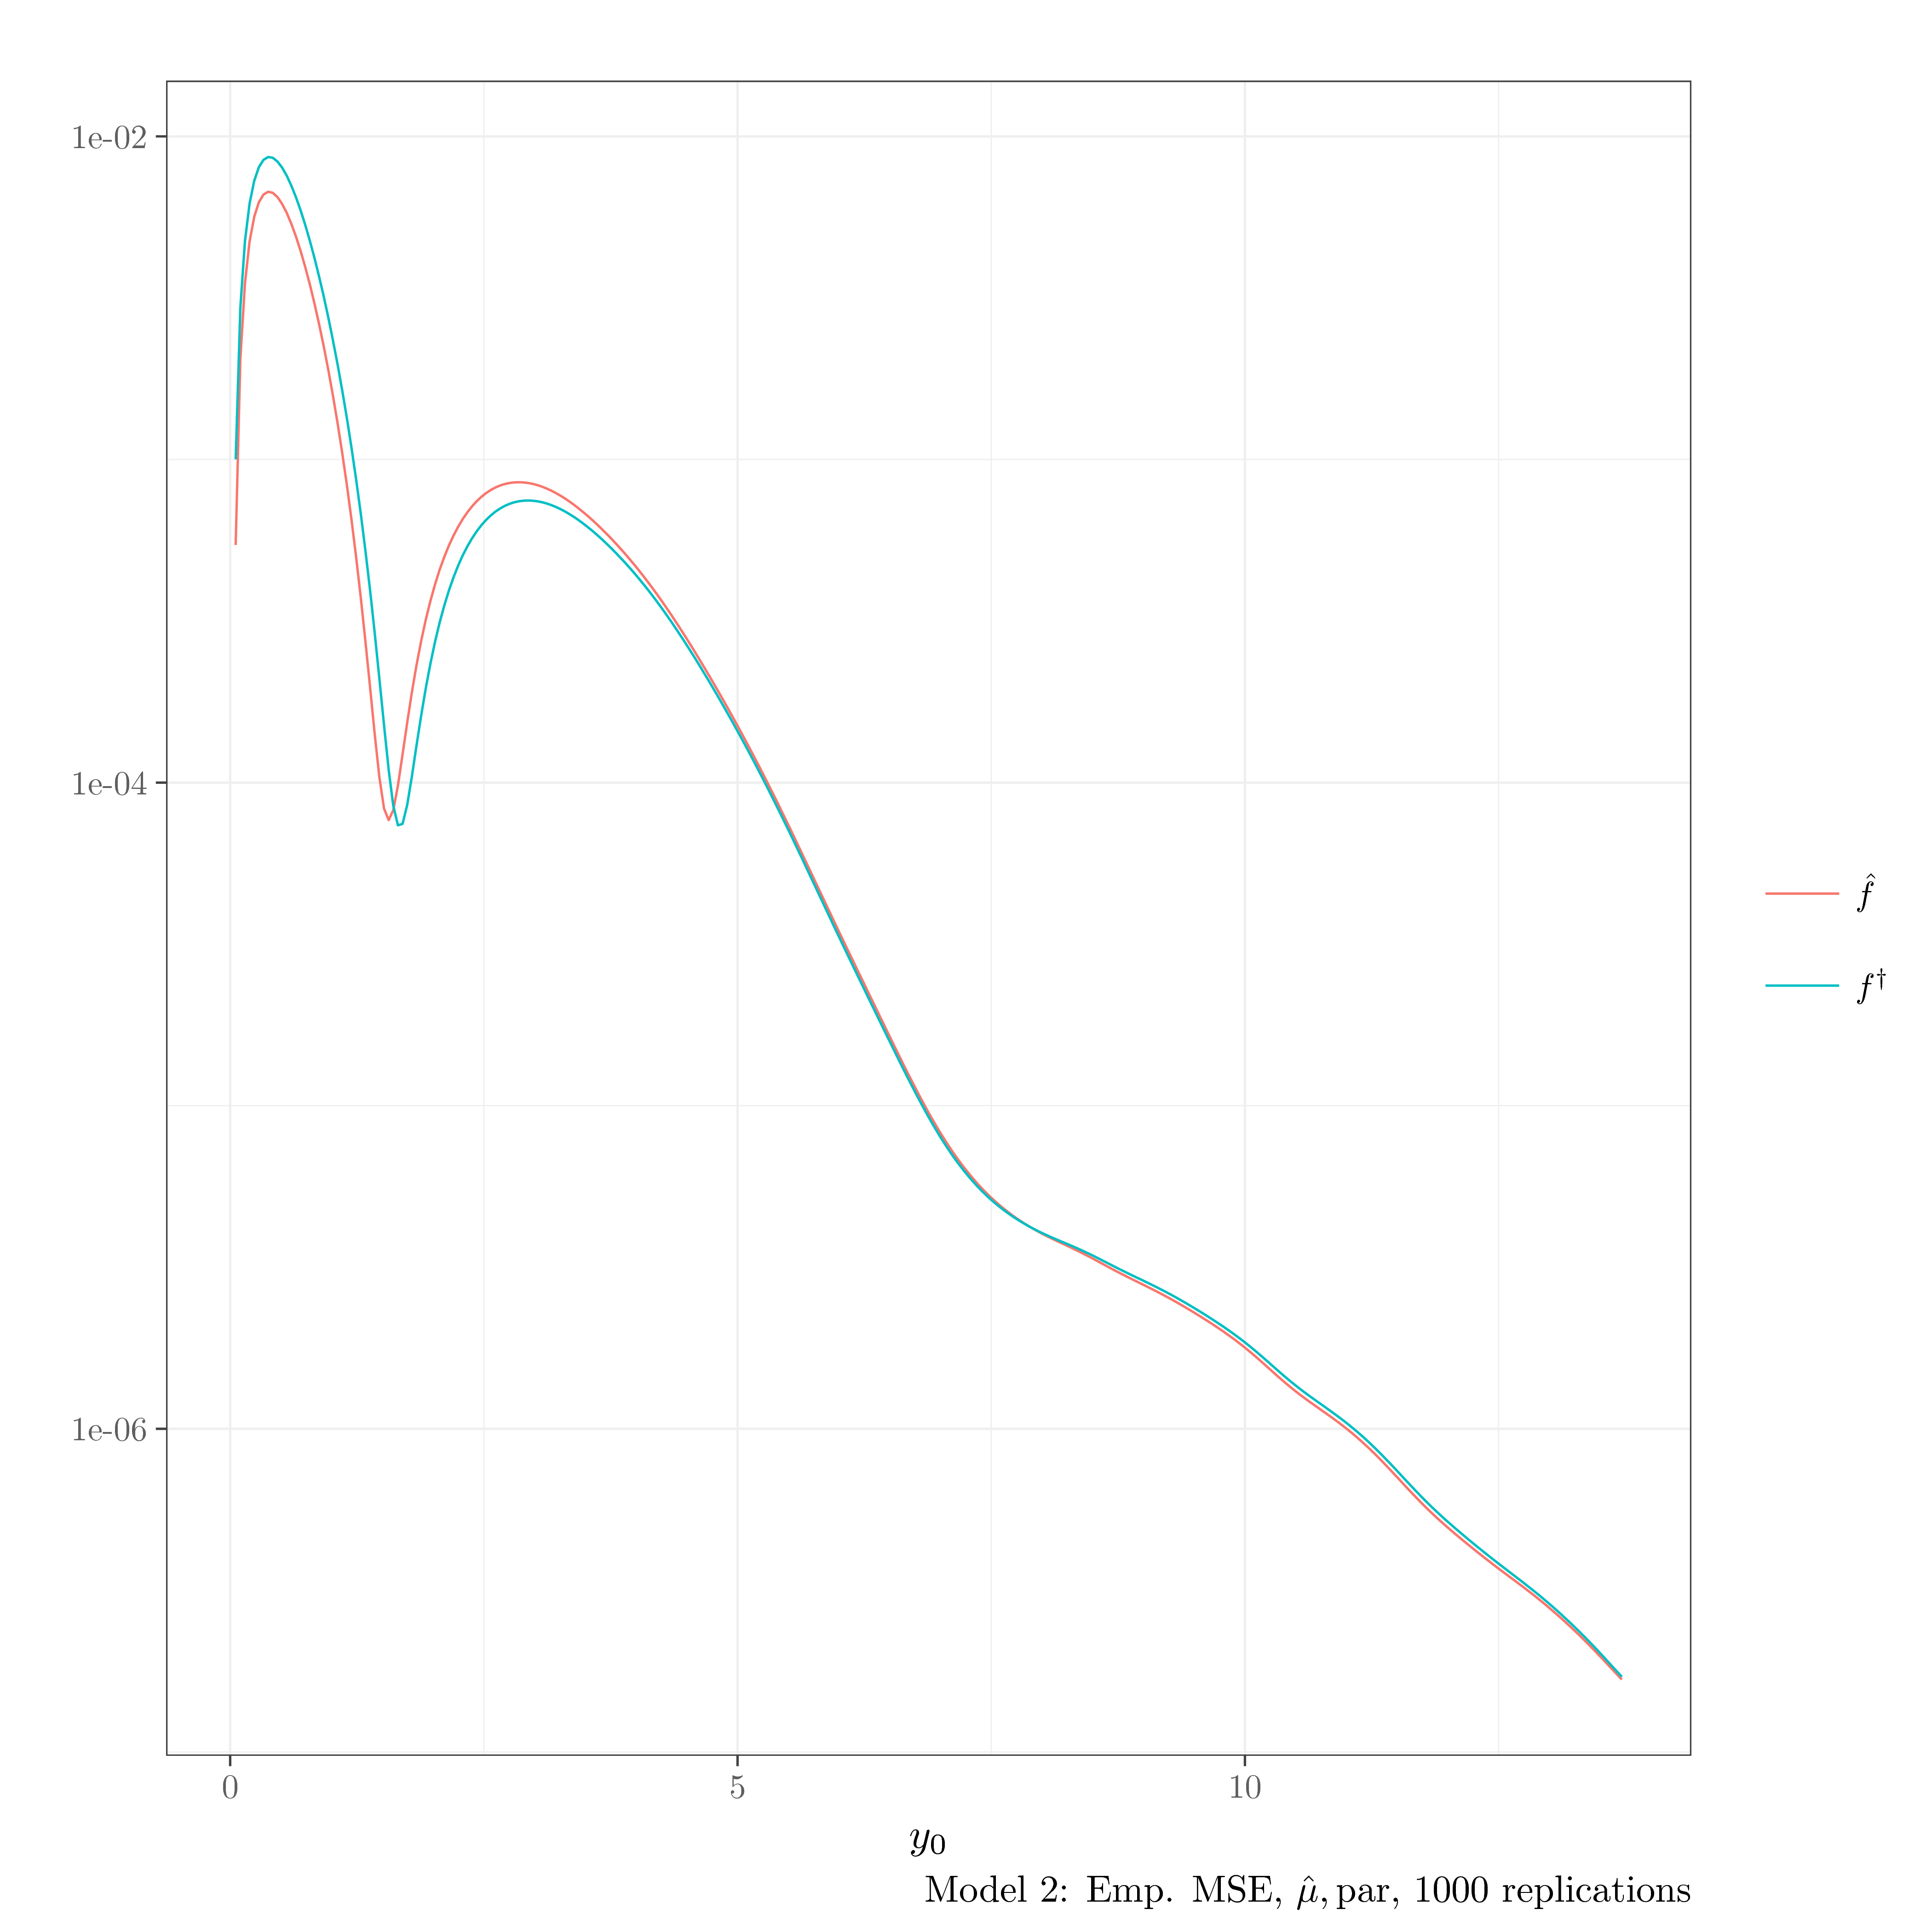 1e-02
1e-04
1e-06
0
5
10
y₀
f̂
f†
Model 2: Emp. MSE, μ̂, par, 1000 replications